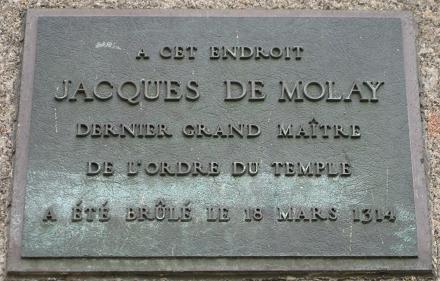 A CET ENDROIT
JACQUES DE MOLAY
DERNIER GRAND MAÎTRE
DE L'ORDRE DU TEMPLE
A ÉTÉ BRÛLÉ LE 18 MARS 1314